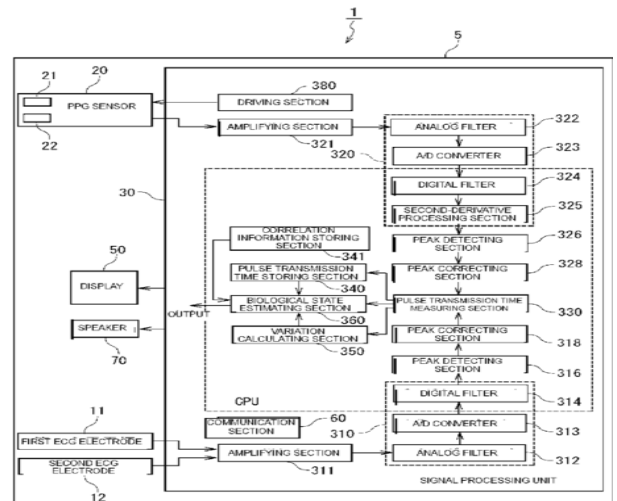 1
5
21
20
PPG SENSOR
22
380
DRIVING SECTION
AMPLIFYING SECTION
321
ANALOG FILTER
322
320
A/D CONVERTER
323
30
DIGITAL FILTER
324
SECOND-DERIVATIVE
PROCESSING SECTION
325
CORRELATION
INFORMATION STORING
SECTION
341
PEAK DETECTING
SECTION
326
PULSE TRANSMISSION
TIME STORING SECTION
340
PEAK CORRECTING
SECTION
328
50
DISPLAY
OUTPUT
BIOLOGICAL STATE
ESTIMATING SECTION
360
PULSE TRANSMISSION TIME
MEASURING SECTION
330
SPEAKER
70
VARIATION
CALCULATING SECTION
350
PEAK CORRECTING
SECTION
318
PEAK DETECTING
SECTION
316
CPU
DIGITAL FILTER
314
11
FIRST ECG ELECTRODE
COMMUNICATION
SECTION
60
310
A/D CONVERTER
313
SECOND ECG
ELECTRODE
12
AMPLIFYING SECTION
311
ANALOG FILTER
312
SIGNAL PROCESSING UNIT